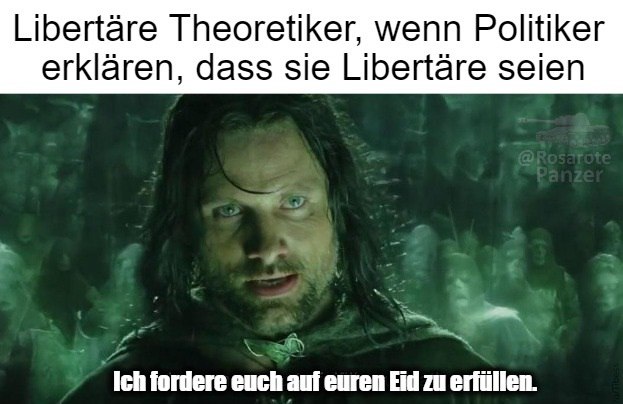 Libertäre Theoretiker, wenn Politiker
erklären, dass sie Libertäre seien
@Rosarote
Panzer
Ich fordere euch auf euren Eid zu erfüllen.